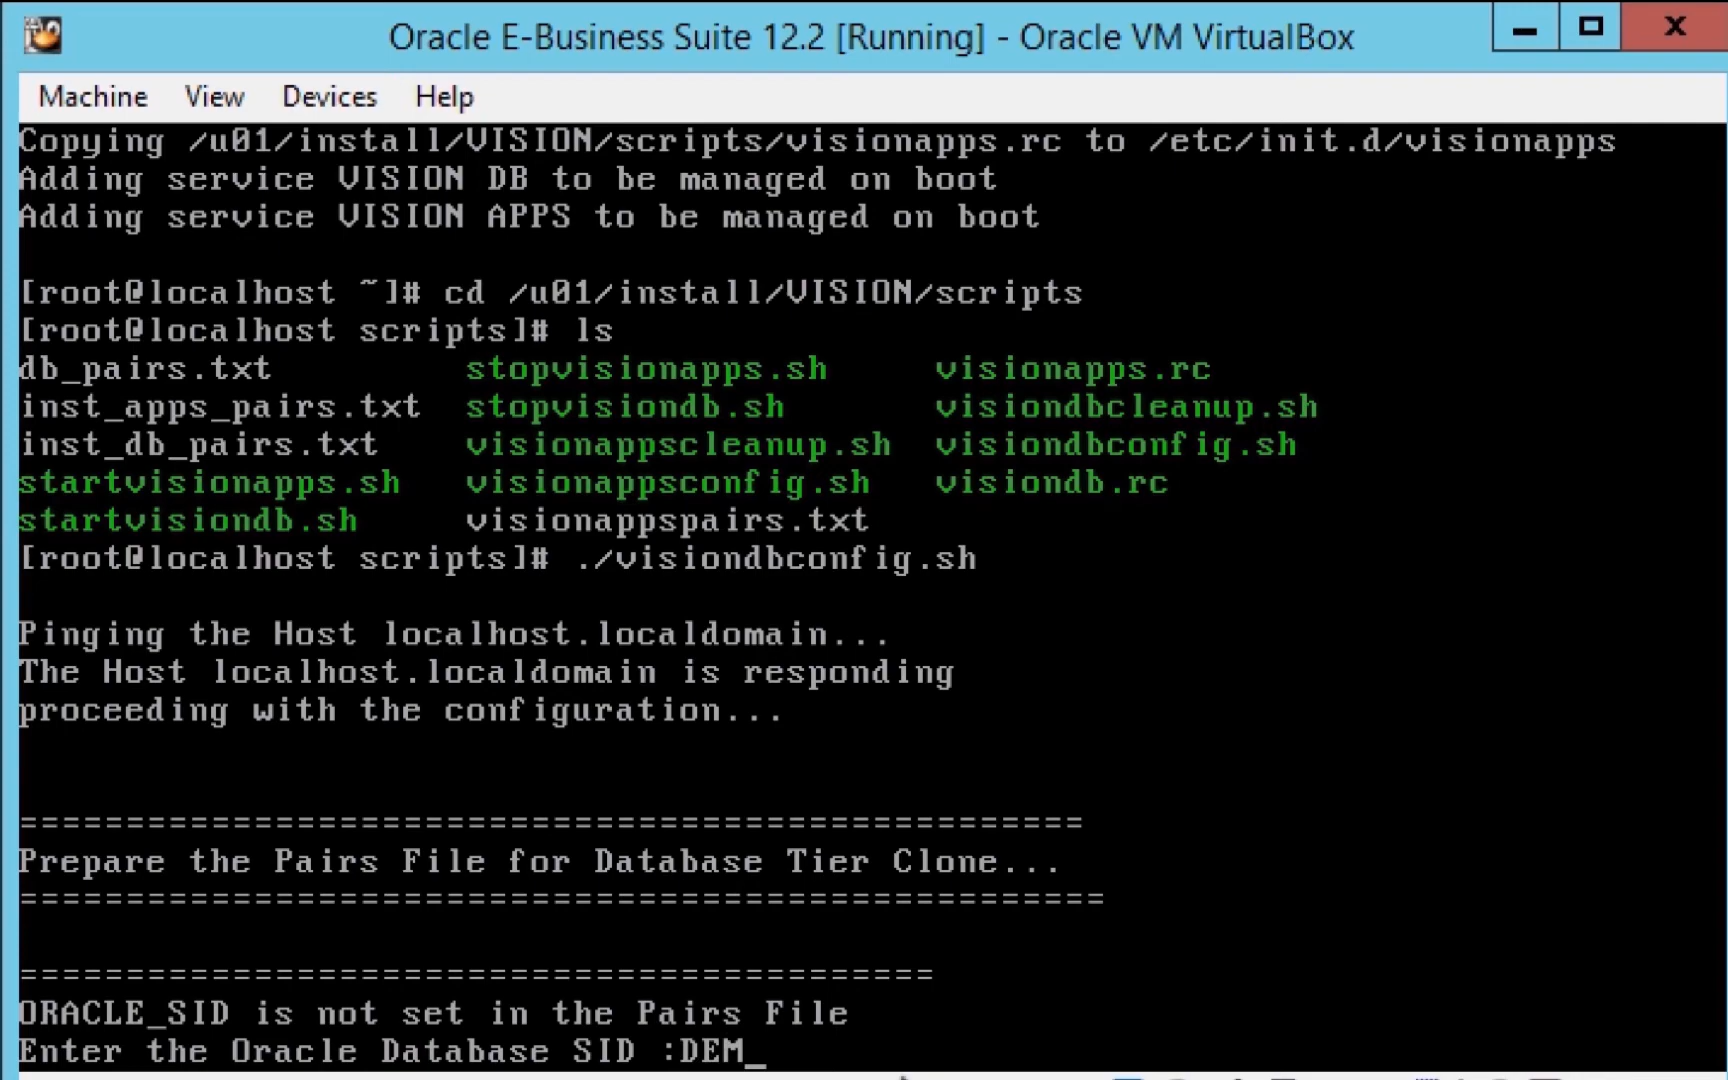 Oracle E-Business Suite 12.2 [Running] - Oracle VM VirtualBox
Machine View Devices Help
Copying /u01/install/VISION/scripts/visionapps.rc to /etc/init.d/visionapps
Adding service VISION DB to be managed on boot
Adding service VISION APPS to be managed on boot
[root@localhost ~]# cd /u01/install/VISION/scripts
[root@localhost scripts]# ls
db_pairs.txt stopvisionapps.sh visionapps.rc
inst_apps_pairs.txt stopvisiondb.sh visiondbcleanup.sh
inst_db_pairs.txt visionappscleanup.sh visiondbconfig.sh
startvisionapps.sh visionappsconfig.sh visiondb.rc
startvisiondb.sh visionappspairs.txt
[root@localhost scripts]# ./visiondbconfig.sh
Pinging the Host localhost.localdomain...
The Host localhost.localdomain is responding
proceeding with the configuration...
==================================================
Prepare the Pairs File for Database Tier Clone...
===================================================
===========================================
ORACLE_SID is not set in the Pairs File
Enter the Oracle Database SID :DEM_